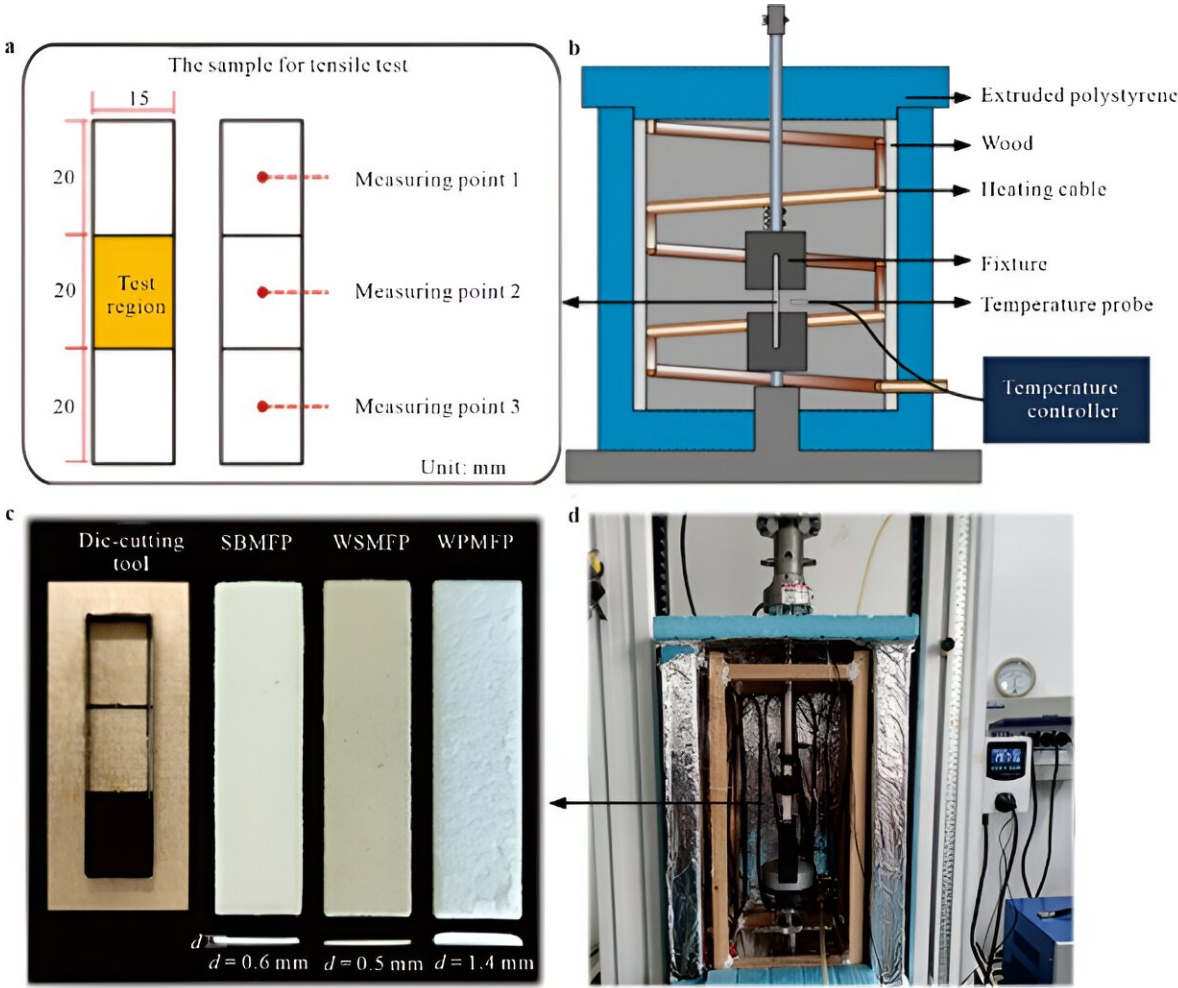 a
The sample for tensile test
15
20
Measuring point 1
20
Test
region
Measuring point 2
20
Measuring point 3
Unit: mm
b
Extruded polystyrene
Wood
Heating cable
Fixture
Temperature probe
Temperature
controller
c
Die-cutting
tool
SBMFP
WSMFP
WPMFP
d
d = 0.6 mm
d = 0.5 mm
d = 1.4 mm
d